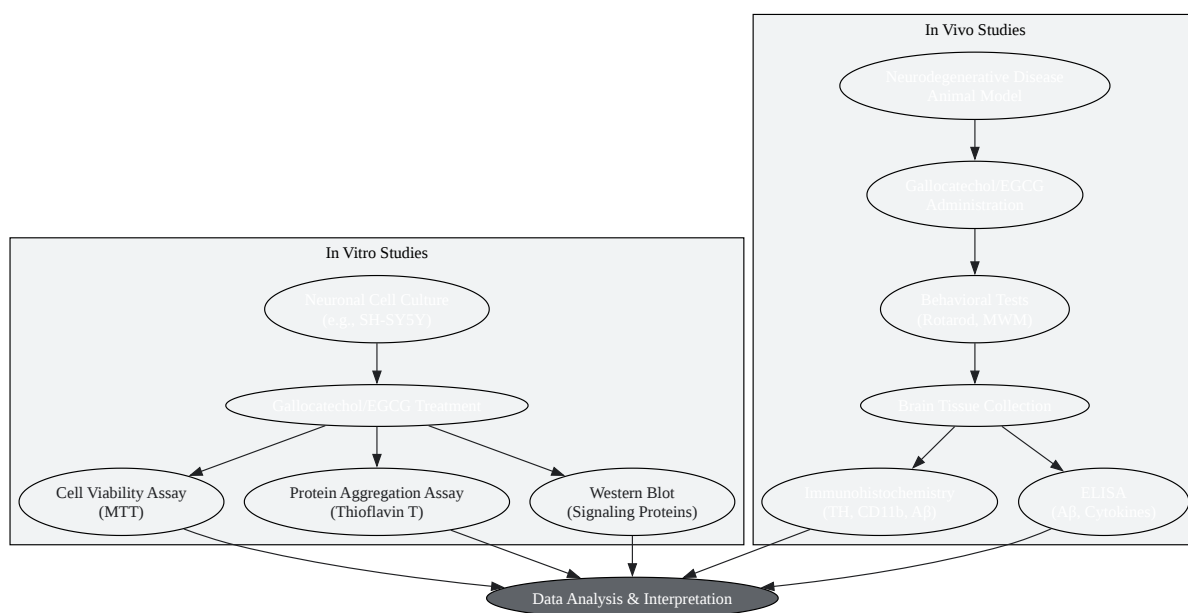 In Vitro Studies
Neuronal Cell Culture
(e.g., SH-SY5Y)
Gallocatechol/EGCG Treatment
Cell Viability Assay
(MTT)
Protein Aggregation Assay
(Thioflavin T)
Western Blot
(Signaling Proteins)
In Vivo Studies
Neurodegenerative Disease
Animal Model
Gallocatechol/EGCG
Administration
Behavioral Tests
(Rotarod, MWM)
Brain Tissue Collection
Immunohistochemistry
(TH, CD11b, Aβ)
ELISA
(Aβ, Cytokines)
Data Analysis & Interpretation